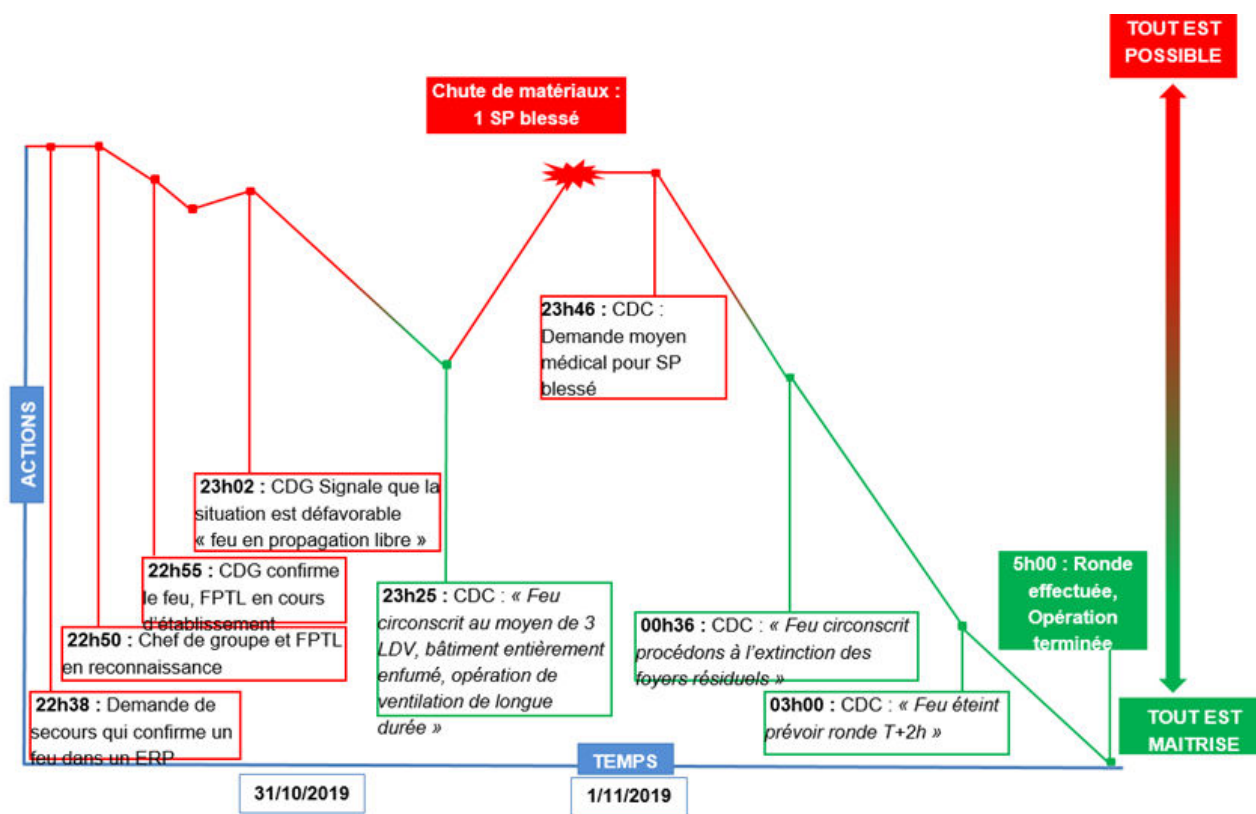 TOUT EST
POSSIBLE
Chute de matériaux :
1 SP blessé
23h46 : CDC :
Demande moyen
médical pour SP
blessé
ACTIONS
23h02 : CDG Signale que la
situation est défavorable
« feu en propagation libre »
22h55 : CDG confirme
le feu, FPTL en cours
d'établissement
22h50 : Chef de groupe et FPTL
en reconnaissance
22h38 : Demande de
secours qui confirme un
feu dans un ERP
23h25 : CDC : « Feu
circonscrit au moyen de 3
LDV, bâtiment entièrement
enfumé, opération de
ventilation de longue
durée »
00h36 : CDC : « Feu circonscrit
procédons à l'extinction des
foyers résiduels »
03h00 : CDC : « Feu éteint
prévoir ronde T+2h »
5h00 : Ronde
effectuée,
Opération
terminée
TOUT EST
MAITRISE
TEMPS
31/10/2019
1/11/2019